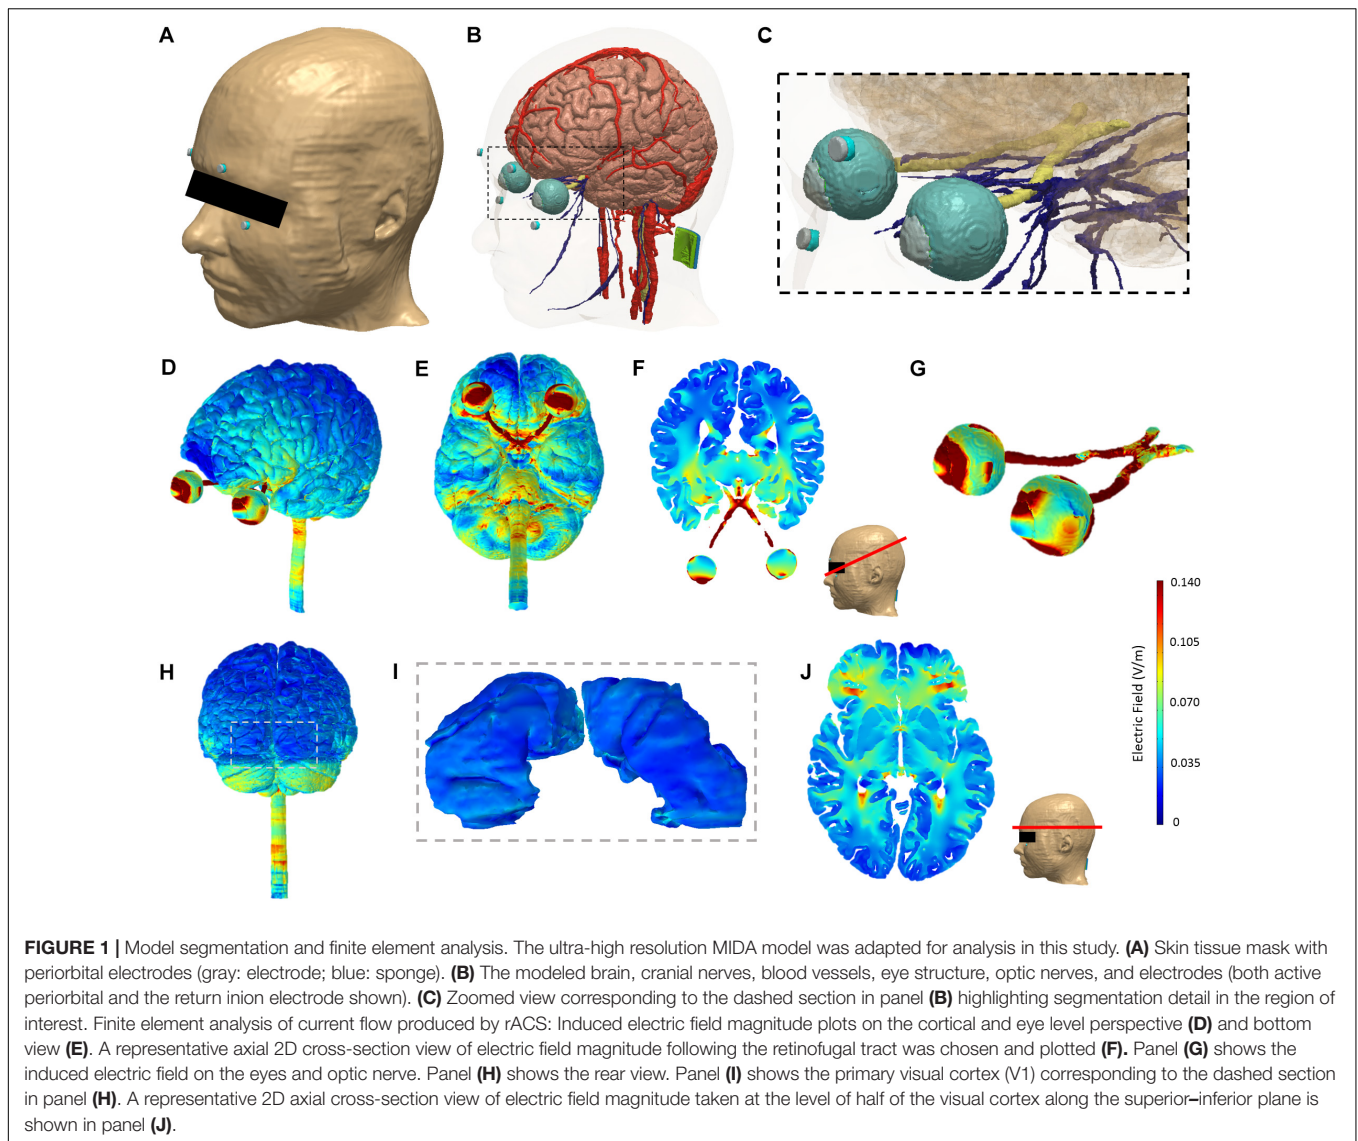 A
B
C
D
E
F
G
0.140
0.105
0.070
0.035
0
Electric Field (V/m)
H
I
J
FIGURE 1 | Model segmentation and finite element analysis. The ultra-high resolution MIDA model was adapted for analysis in this study. (A) Skin tissue mask with
periorbital electrodes (gray: electrode; blue: sponge). (B) The modeled brain, cranial nerves, blood vessels, eye structure, optic nerves, and electrodes (both active
periorbital and the return inion electrode shown). (C) Zoomed view corresponding to the dashed section in panel (B) highlighting segmentation detail in the region of
interest. Finite element analysis of current flow produced by rACS: Induced electric field magnitude plots on the cortical and eye level perspective (D) and bottom
view (E). A representative axial 2D cross-section view of electric field magnitude following the retinofugal tract was chosen and plotted (F). Panel (G) shows the
induced electric field on the eyes and optic nerve. Panel (H) shows the rear view. Panel (I) shows the primary visual cortex (V1) corresponding to the dashed section
in panel (H). A representative 2D axial cross-section view of electric field magnitude taken at the level of half of the visual cortex along the superior–inferior plane is
shown in panel (J).